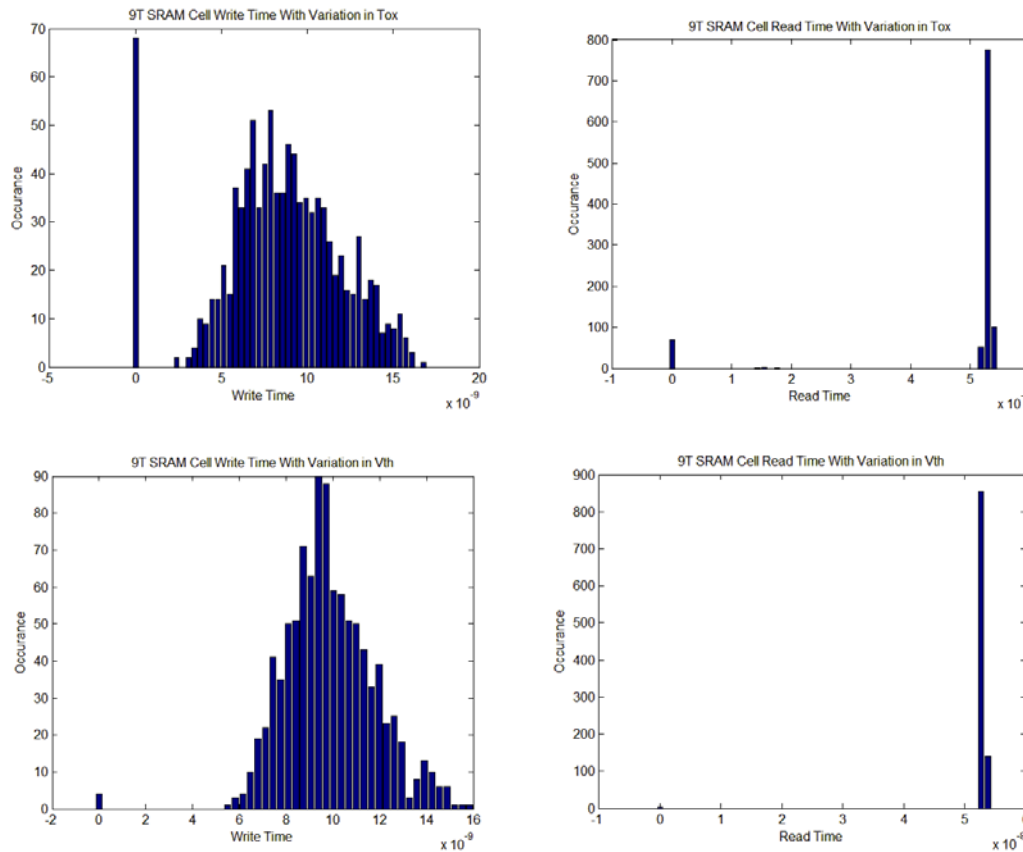 9T SRAM Cell Write Time With Variation in Tox
70
60
50
40
30
20
10
0
Occurance
-5 0 5 10 15 20
Write Time
x 10⁻⁹
9T SRAM Cell Read Time With Variation in Tox
800
700
600
500
400
300
200
100
0
Occurance
-1 0 1 2 3 4 5
Read Time
9T SRAM Cell Write Time With Variation in Vth
90
80
70
60
50
40
30
20
10
0
Occurance
-2 0 2 4 6 8 10 12 14 16
Write Time
x 10⁻⁹
9T SRAM Cell Read Time With Variation in Vth
900
800
700
600
500
400
300
200
100
0
Occurance
-1 0 1 2 3 4 5
Read Time